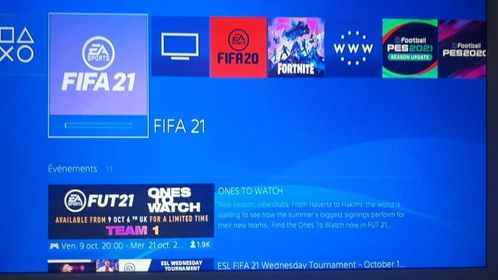 EA
SPORTS
FIFA 21
EA
SPORTS
FIFA20
FORTNITE
WWW
eFootball
PES2021
SEASON UPDATE
eFootball
PES2020
FIFA 21
Événements 13
EA
SPORTS
FUT21
ONES TO WATCH
AVAILABLE FROM 9 OCT 6 PM UK FOR A LIMITED TIME
TEAM 1
Ven. 9 oct. 20:00 - Mer. 21 oct. 2... 1.9K
ONES TO WATCH
New season, new clubs: From Havertz to Hakimi, the world is
waiting to see how the summer's biggest signings perform for
their new teams. Find the Ones To Watch now in FUT 21...
ESL WEDNESDAY
TOURNAMENT
ESL FIFA 21 Wednesday Tournament – October 1...